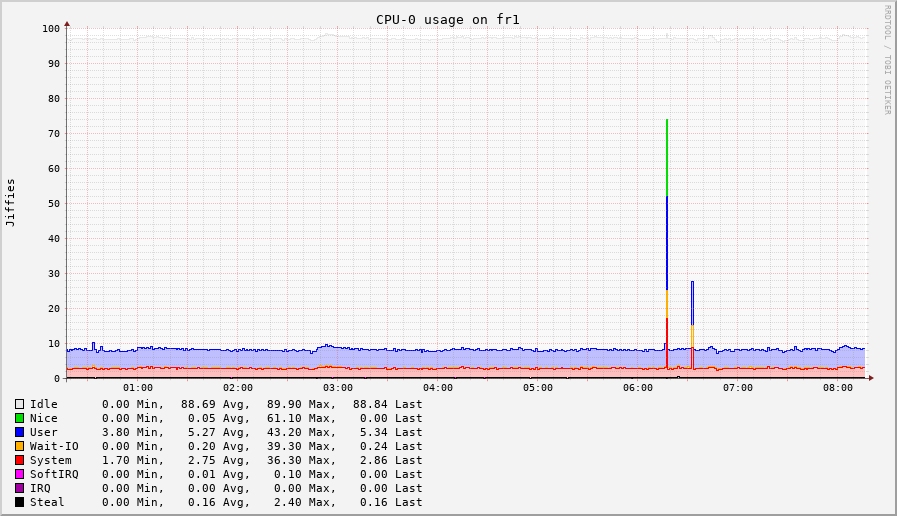 CPU-0 usage on fr1
RRDTOOL / TOBI OETIKER
Jiffies
100
90
80
70
60
50
40
30
20
10
0
01:00 02:00 03:00 04:00 05:00 06:00 07:00 08:00
Idle 0.00 Min, 88.69 Avg, 89.90 Max, 88.84 Last
Nice 0.00 Min, 0.05 Avg, 61.10 Max, 0.00 Last
User 3.80 Min, 5.27 Avg, 43.20 Max, 5.34 Last
Wait-IO 0.00 Min, 0.20 Avg, 39.30 Max, 0.24 Last
System 1.70 Min, 2.75 Avg, 36.30 Max, 2.86 Last
SoftIRQ 0.00 Min, 0.01 Avg, 0.10 Max, 0.00 Last
IRQ 0.00 Min, 0.00 Avg, 0.00 Max, 0.00 Last
Steal 0.00 Min, 0.16 Avg, 2.40 Max, 0.16 Last